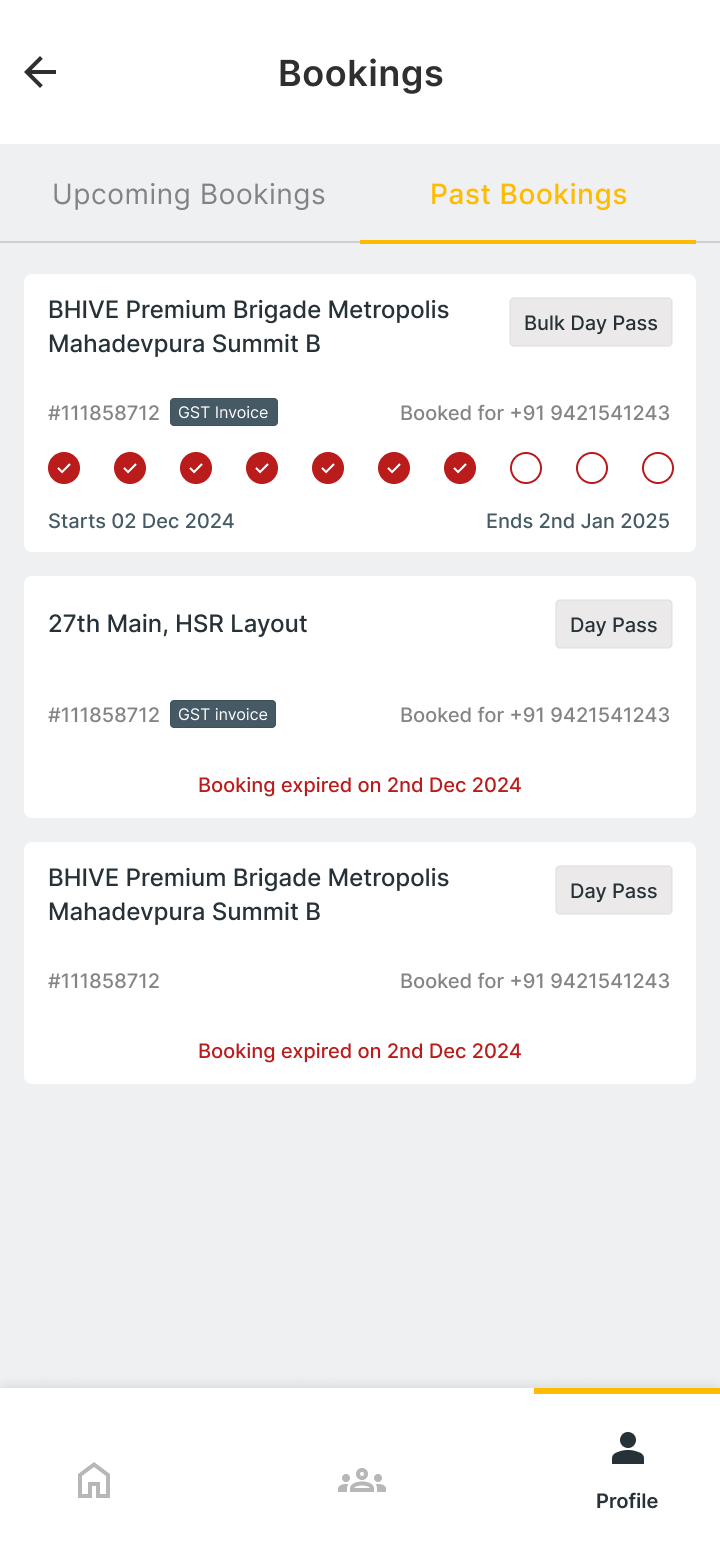 Bookings
Upcoming Bookings
Past Bookings
BHIVE Premium Brigade Metropolis
Mahadevpura Summit B
Bulk Day Pass
#111858712 GST Invoice Booked for +91 9421541243
Starts 02 Dec 2024 Ends 2nd Jan 2025
27th Main, HSR Layout
Day Pass
#111858712 GST invoice Booked for +91 9421541243
Booking expired on 2nd Dec 2024
BHIVE Premium Brigade Metropolis
Mahadevpura Summit B
Day Pass
#111858712 Booked for +91 9421541243
Booking expired on 2nd Dec 2024
Profile